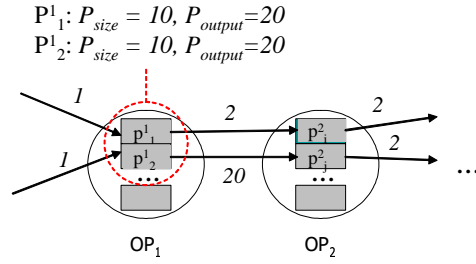 P¹₁: P_size = 10, P_output=20
P¹₂: P_size = 10, P_output=20
1 2 2
p¹₁ p²ᵢ
1 2
p¹₂ p²ⱼ
... 20 ... ...
OP₁ OP₂